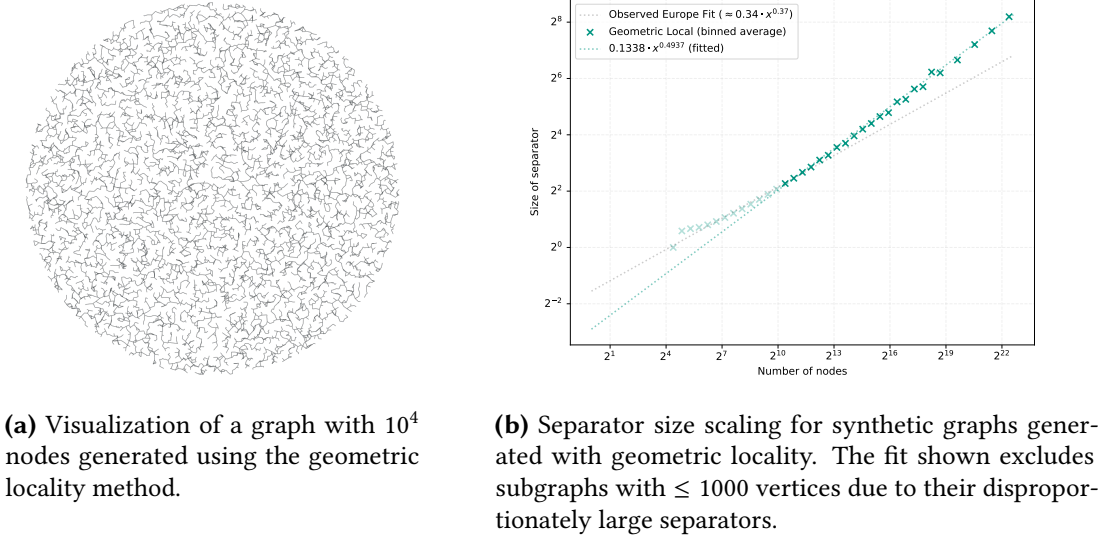 Observed Europe Fit (≈ 0.34 • x^0.37)
Geometric Local (binned average)
0.1338 • x^0.4937 (fitted)
2^8
2^6
2^4
2^2
2^0
2^−2
Size of separator
2^1
2^4
2^7
2^10
2^13
2^16
2^19
2^22
Number of nodes
(a) Visualization of a graph with 10^4
nodes generated using the geometric
locality method.
(b) Separator size scaling for synthetic graphs gener-
ated with geometric locality. The fit shown excludes
subgraphs with ≤ 1000 vertices due to their dispropor-
tionately large separators.